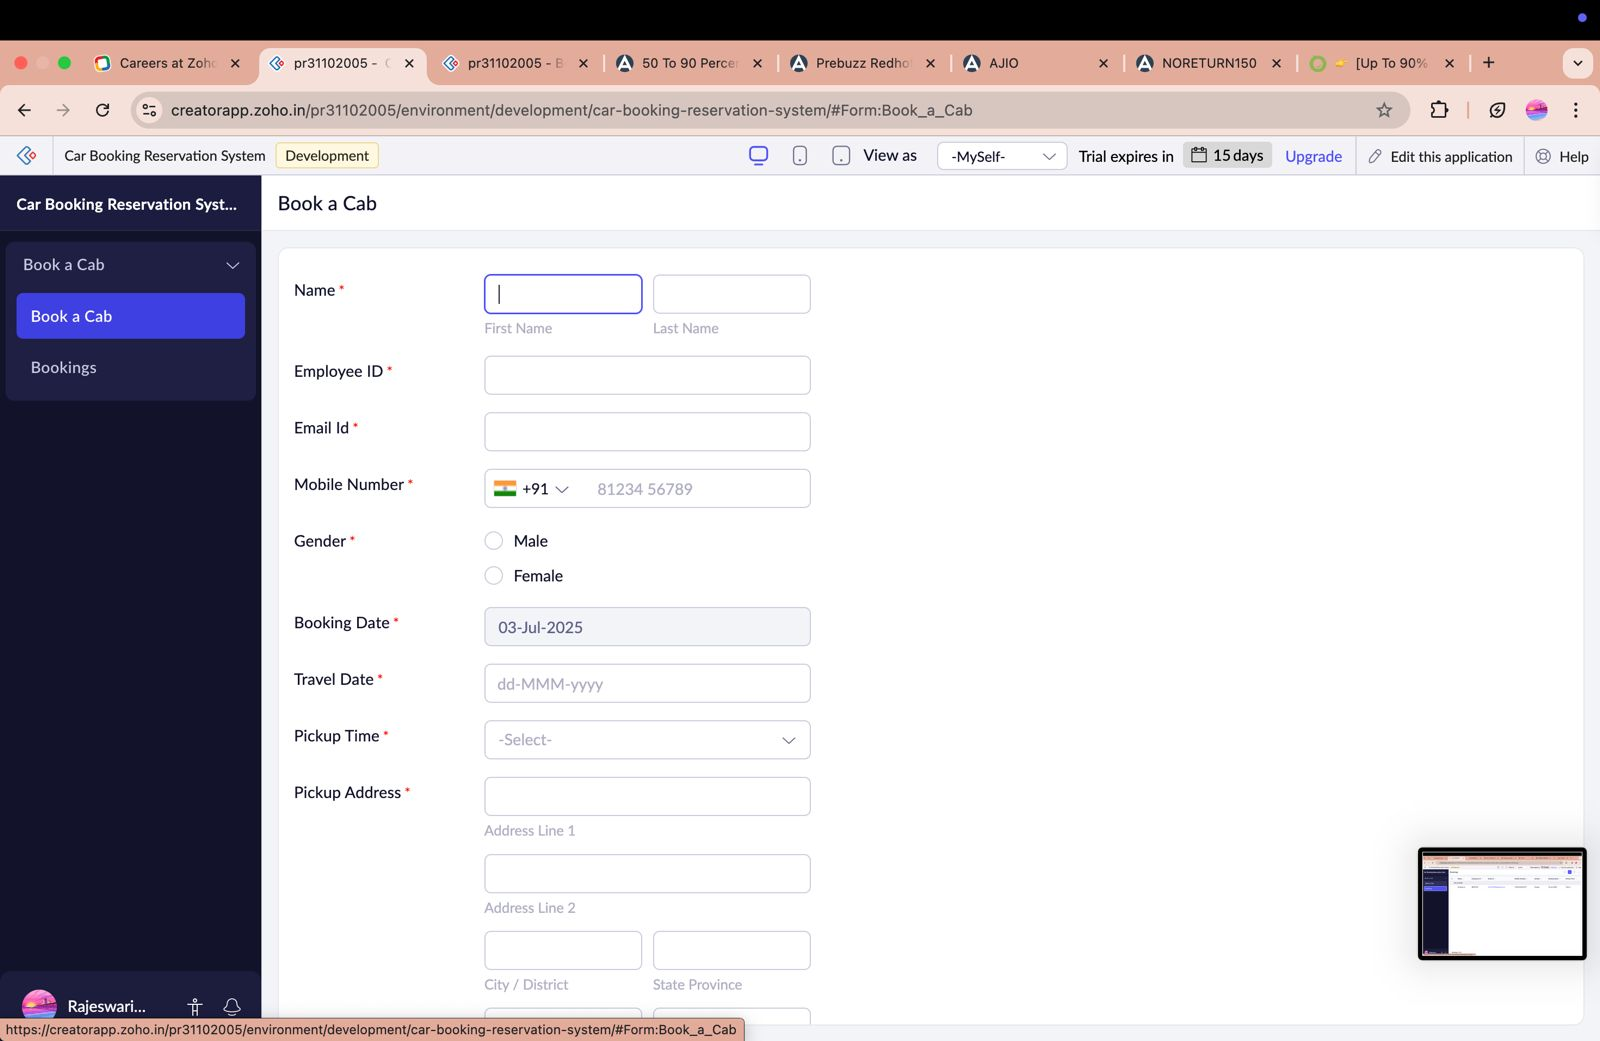 Careers at Zoho
pr31102005 -
pr31102005 - B
50 To 90 Percen
Prebuzz Redho
AJIO
NORETURN150
[Up To 90%
creatorapp.zoho.in/pr31102005/environment/development/car-booking-reservation-system/#Form:Book_a_Cab
Car Booking Reservation System
Development
View as
-MySelf-
Trial expires in
15 days
Upgrade
Edit this application
Help
Car Booking Reservation Syst...
Book a Cab
Book a Cab
Book a Cab
Bookings
Name *
First Name
Last Name
Employee ID *
Email Id *
Mobile Number *
+91
81234 56789
Gender *
Male
Female
Booking Date *
03-Jul-2025
Travel Date *
dd-MMM-yyyy
Pickup Time *
-Select-
Pickup Address *
Address Line 1
Address Line 2
City / District
State Province
Rajeswari...
https://creatorapp.zoho.in/pr31102005/environment/development/car-booking-reservation-system/#Form:Book_a_Cab